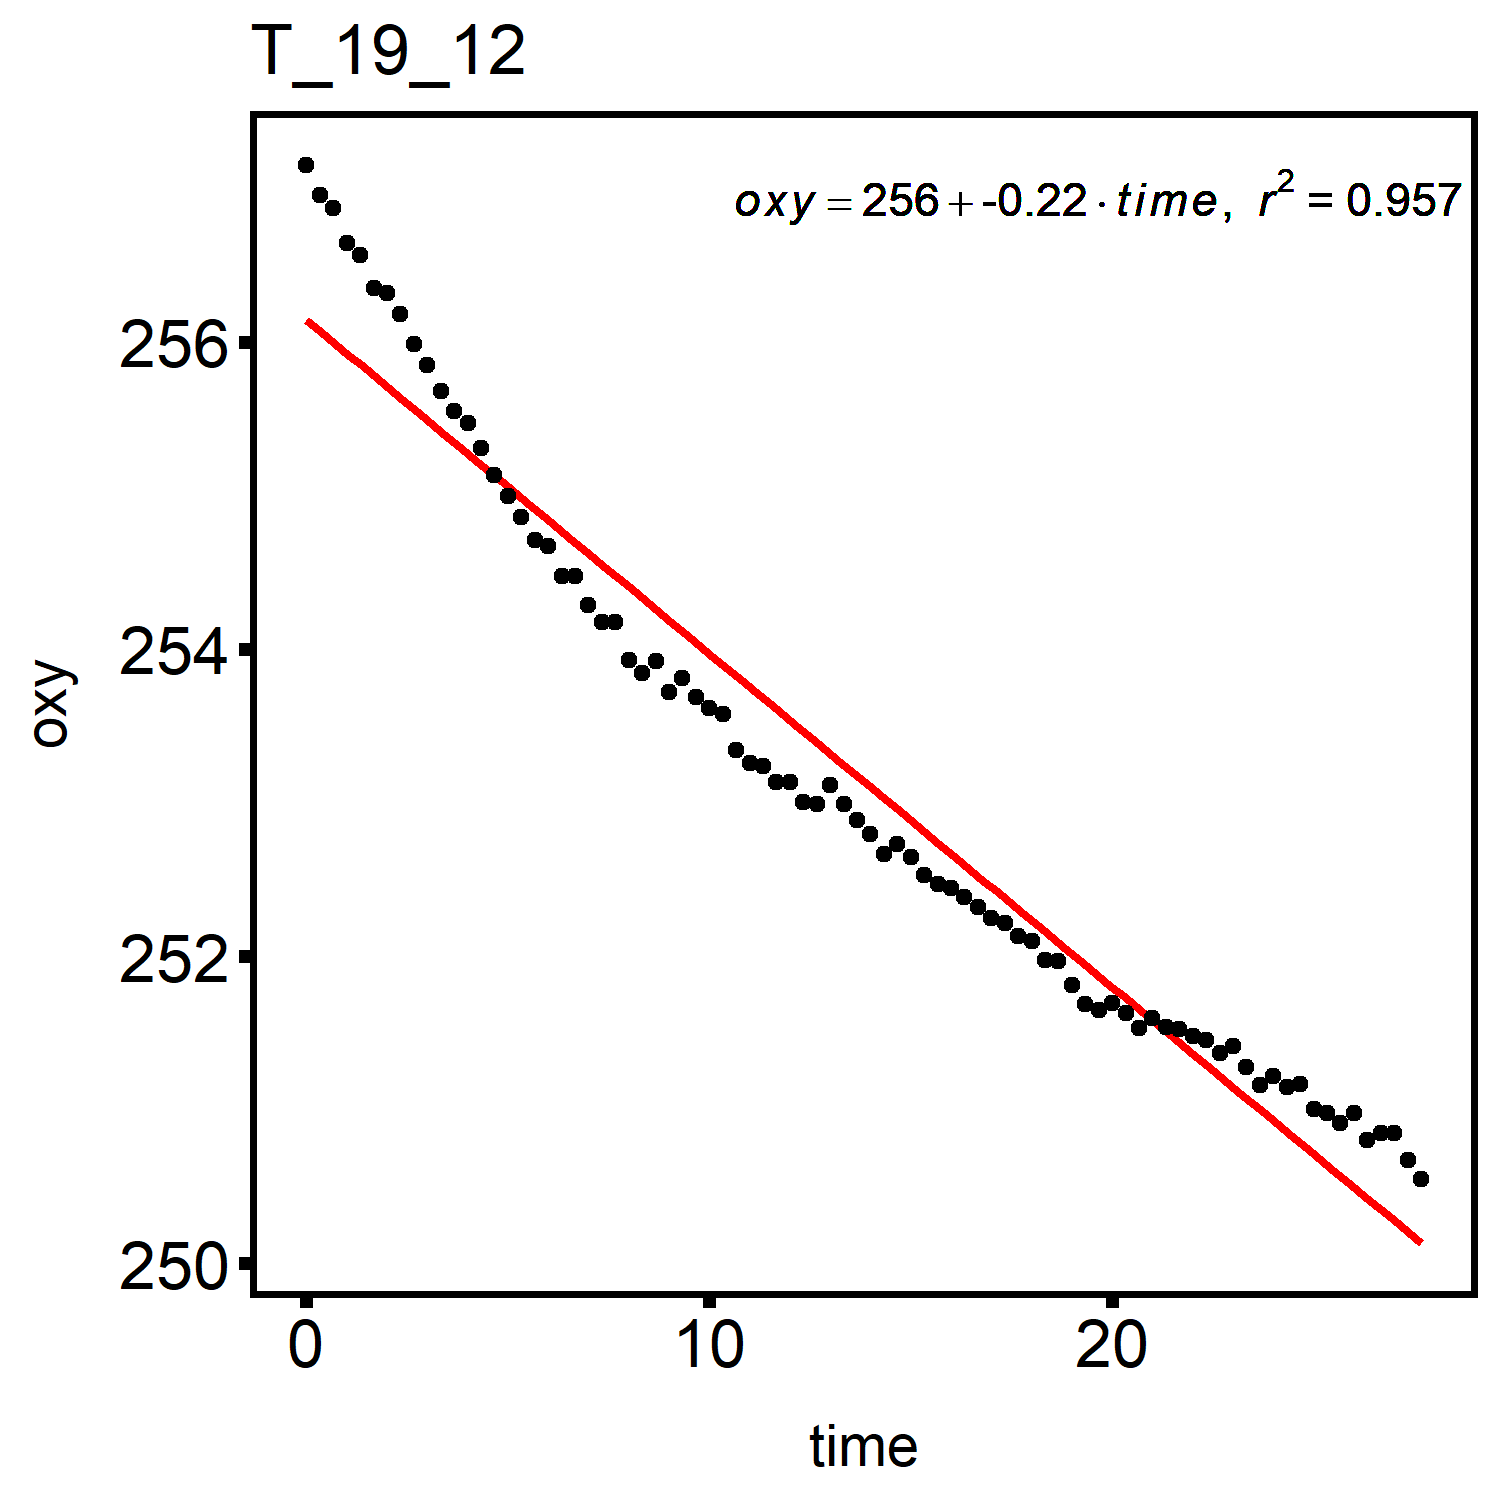 T_19_12
oxy = 256 + -0.22 · time, r² = 0.957
256
254
252
250
oxy
0 10 20
time